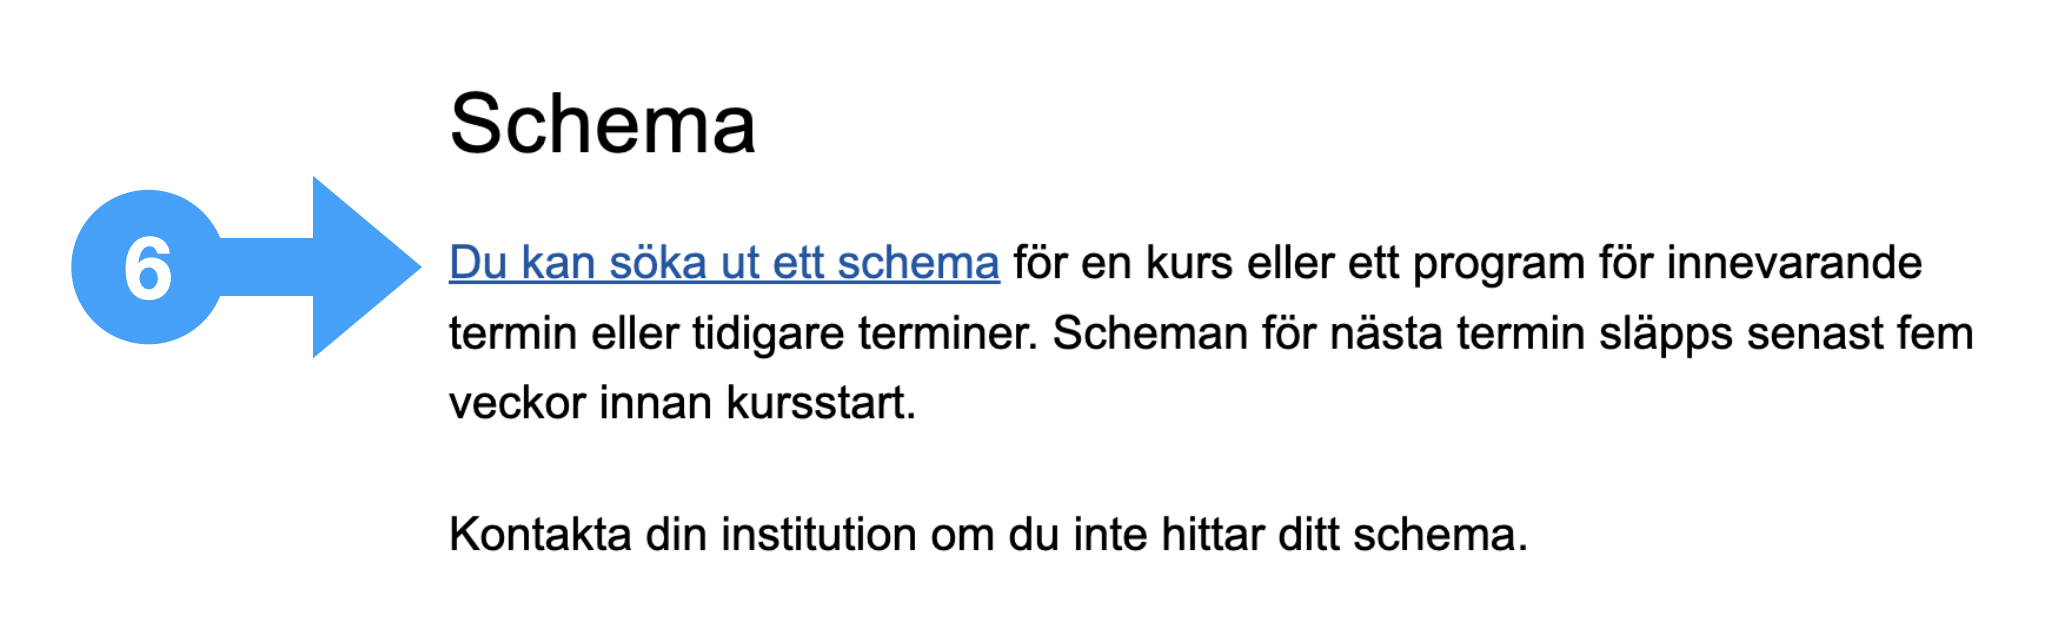 Schema
6
Du kan söka ut ett schema för en kurs eller ett program för innevarande
termin eller tidigare terminer. Scheman för nästa termin släpps senast fem
veckor innan kursstart.
Kontakta din institution om du inte hittar ditt schema.